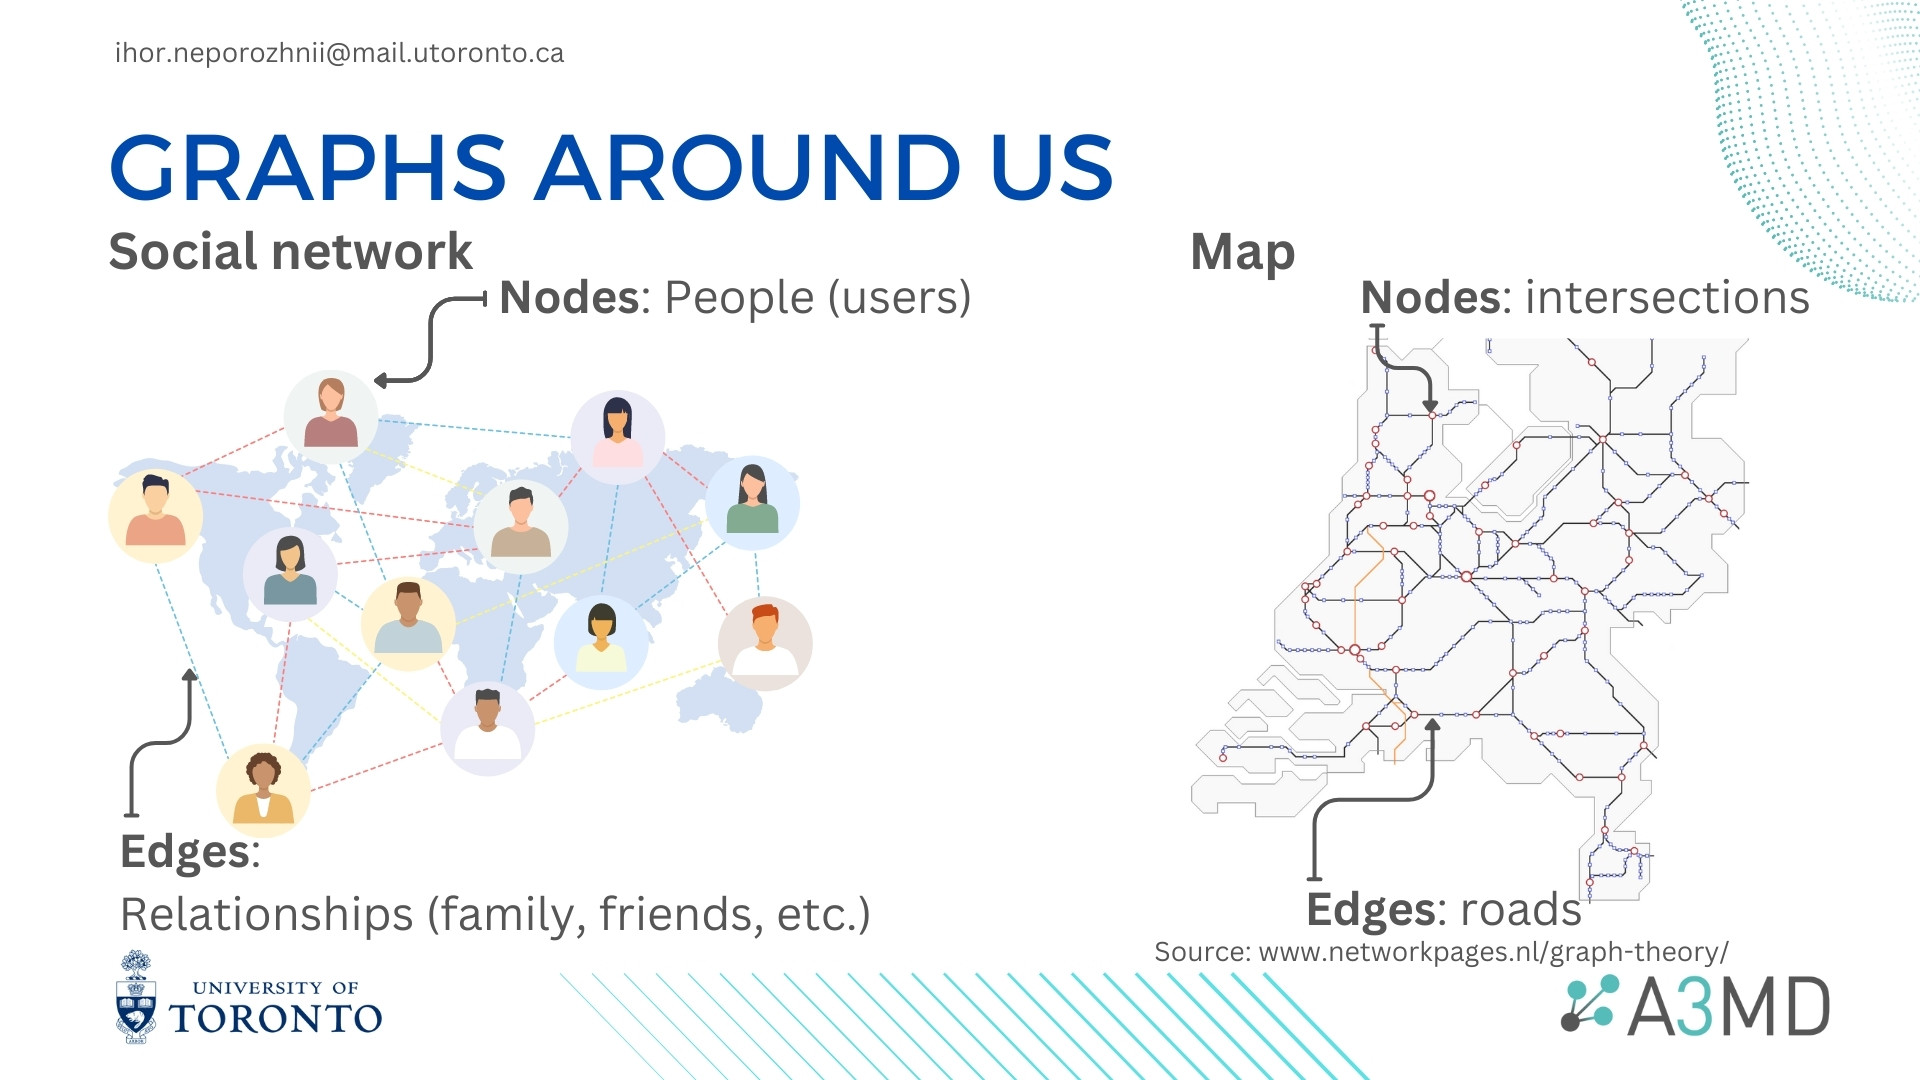 ihor.neporozhnii@mail.utoronto.ca
GRAPHS AROUND US
Social network
Nodes: People (users)
Edges:
Relationships (family, friends, etc.)
Map
Nodes: intersections
Edges: roads
Source: www.networkpages.nl/graph-theory/
UNIVERSITY OF
TORONTO
A3MD